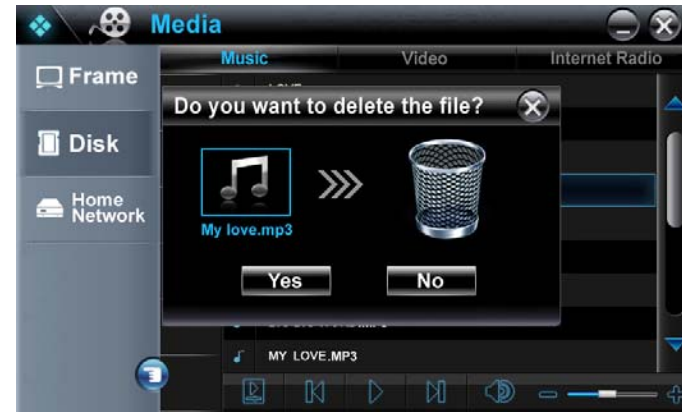 Media
Music Video Internet Radio
Frame
Disk
Home
Network
Do you want to delete the file?
My love.mp3
Yes No
MY LOVE.MP3